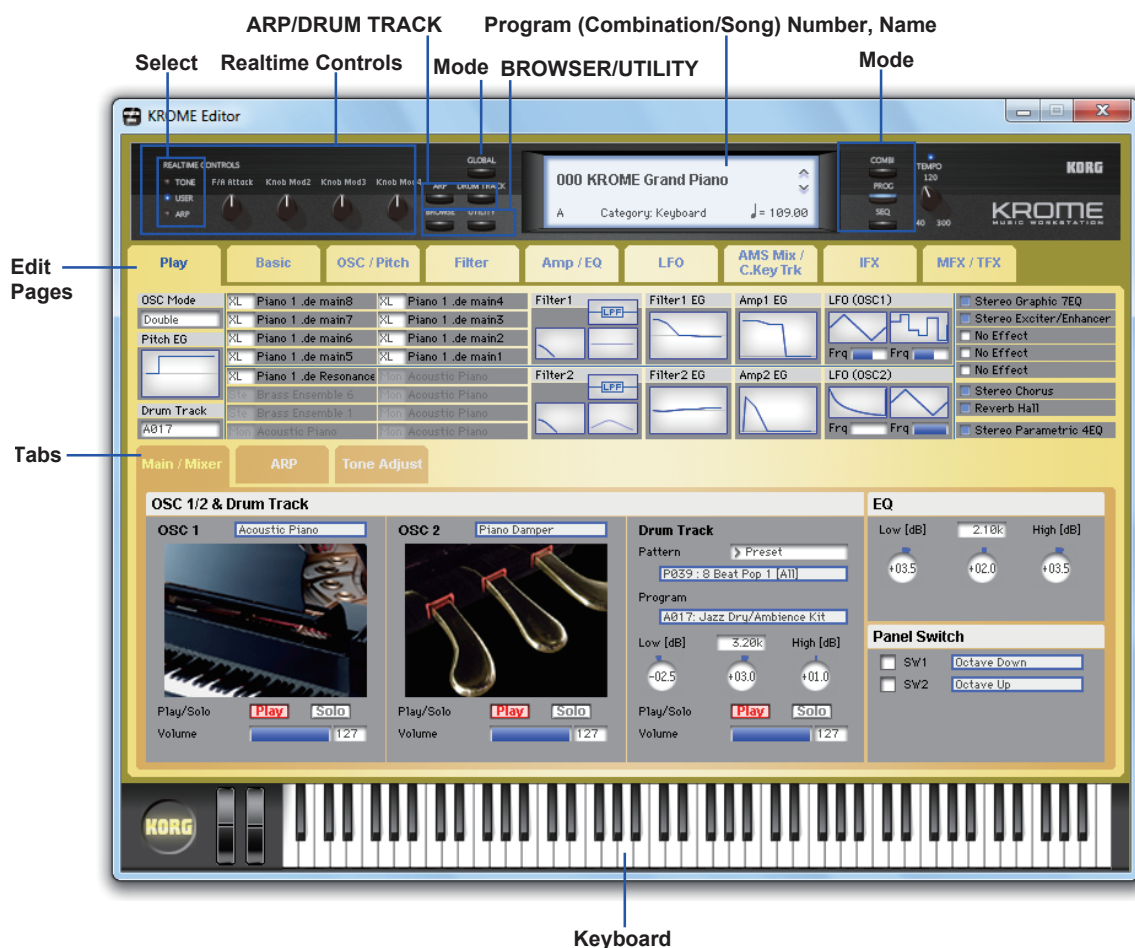 ARP/DRUM TRACK
Program (Combination/Song) Number, Name
Select
Realtime Controls
Mode
BROWSER/UTILITY
Mode
KROME Editor
REALTIME CONTROLS
TONE
USER
ARP
F/A Attack
Knob Mod2
Knob Mod3
Knob Mod4
GLOBAL
ARP
DRUM TRACK
BROWSE
UTILITY
000 KROME Grand Piano
A
Category: Keyboard
♩= 109.00
COMBI
PROG
SEQ
TEMPO
120
40
300
KORG
KROME
MUSIC WORKSTATION
Edit
Pages
Play
Basic
OSC / Pitch
Filter
Amp / EQ
LFO
AMS Mix /
C.Key Trk
IFX
MFX / TFX
OSC Mode
Double
Pitch EG
Drum Track
A017
XL Piano 1 .de main8
XL Piano 1 .de main4
XL Piano 1 .de main7
XL Piano 1 .de main3
XL Piano 1 .de main6
XL Piano 1 .de main2
XL Piano 1 .de main5
XL Piano 1 .de main1
XL Piano 1 .de Resonance
Mon Acoustic Piano
Ste Brass Ensemble 6
Mon Acoustic Piano
Ste Brass Ensemble 1
Mon Acoustic Piano
Mon Acoustic Piano
Mon Acoustic Piano
Filter1
LPF
Filter1 EG
Amp1 EG
LFO (OSC1)
Frq
Frq
Filter2
LPF
Filter2 EG
Amp2 EG
LFO (OSC2)
Frq
Frq
Stereo Graphic 7EQ
Stereo Exciter/Enhancer
No Effect
No Effect
No Effect
Stereo Chorus
Reverb Hall
Stereo Parametric 4EQ
Tabs
Main / Mixer
ARP
Tone Adjust
OSC 1/2 & Drum Track
OSC 1
Acoustic Piano
Play/Solo
Play
Solo
Volume
127
OSC 2
Piano Damper
Play/Solo
Play
Solo
Volume
127
Drum Track
Pattern
Preset
P039 : 8 Beat Pop 1 [All]
Program
A017: Jazz Dry/Ambience Kit
Low [dB]
3.20k
High [dB]
-02.5
+03.0
+01.0
Play/Solo
Play
Solo
Volume
127
EQ
Low [dB]
2.10k
High [dB]
+03.5
+02.0
+03.5
Panel Switch
SW1
Octave Down
SW2
Octave Up
KORG
Keyboard